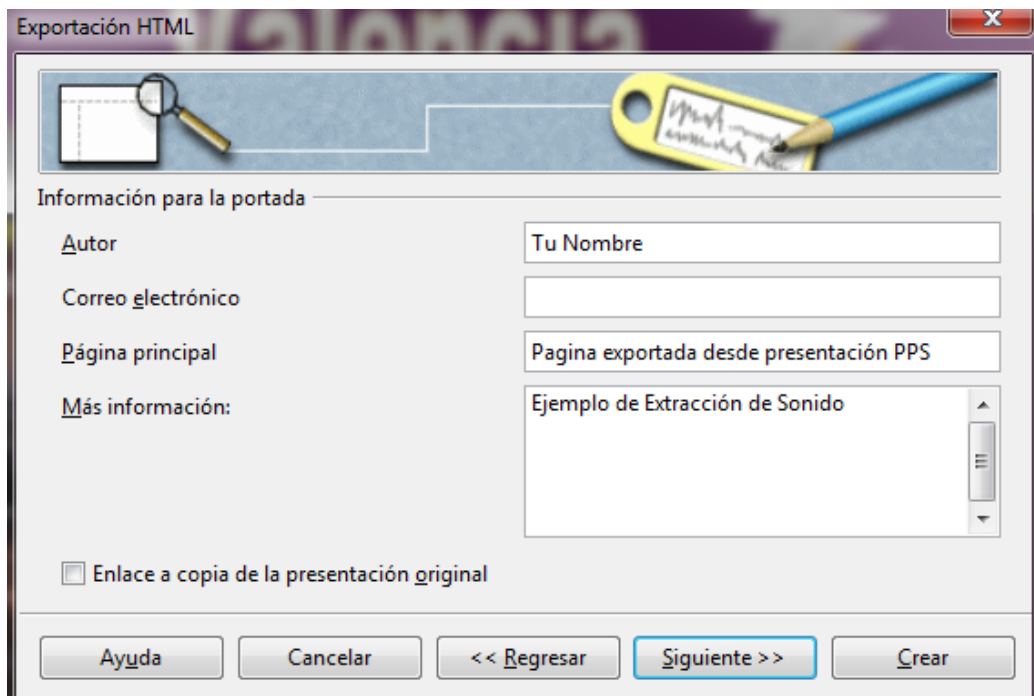 Valencia
Exportación HTML
Información para la portada
Autor
Tu Nombre
Correo electrónico
Página principal
Pagina exportada desde presentación PPS
Más información:
Ejemplo de Extracción de Sonido
Enlace a copia de la presentación original
Ayuda
Cancelar
<< Regresar
Siguiente >>
Crear